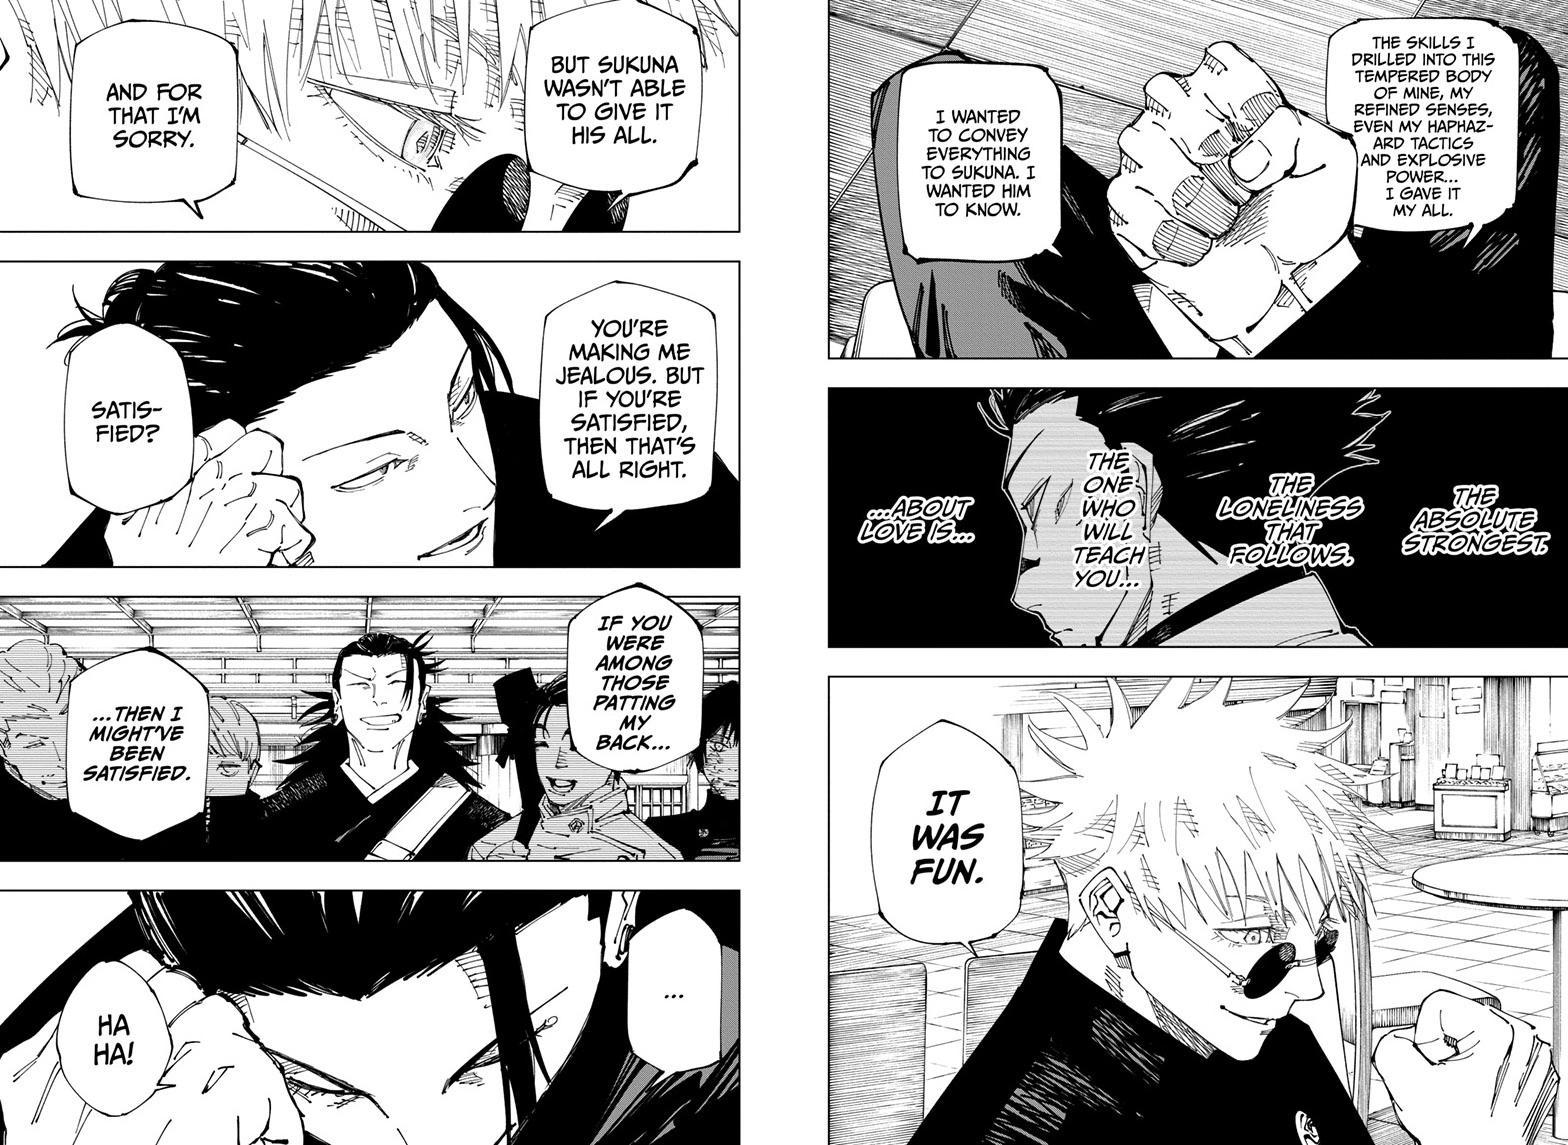 THE SKILLS I
DRILLED INTO THIS
TEMPERED BODY
OF MINE, MY
REFINED SENSES,
EVEN MY HAPHAZ-
ARD TACTICS
AND EXPLOSIVE
POWER...
I GAVE IT
MY ALL.
I WANTED
TO CONVEY
EVERYTHING
TO SUKUNA. I
WANTED HIM
TO KNOW.
THE
ABSOLUTE
STRONGEST.
THE
LONELINESS
THAT
FOLLOWS.
THE
ONE
WHO
WILL
TEACH
YOU...
...ABOUT
LOVE IS...
IT
WAS
FUN.
BUT SUKUNA
WASN'T ABLE
TO GIVE IT
HIS ALL.
AND FOR
THAT I'M
SORRY.
YOU'RE
MAKING ME
JEALOUS. BUT
IF YOU'RE
SATISFIED,
THEN THAT'S
ALL RIGHT.
SATIS-
FIED?
IF YOU
WERE
AMONG
THOSE
PATTING
MY
BACK...
...THEN I
MIGHT'VE
BEEN
SATISFIED.
...
HA
HA!